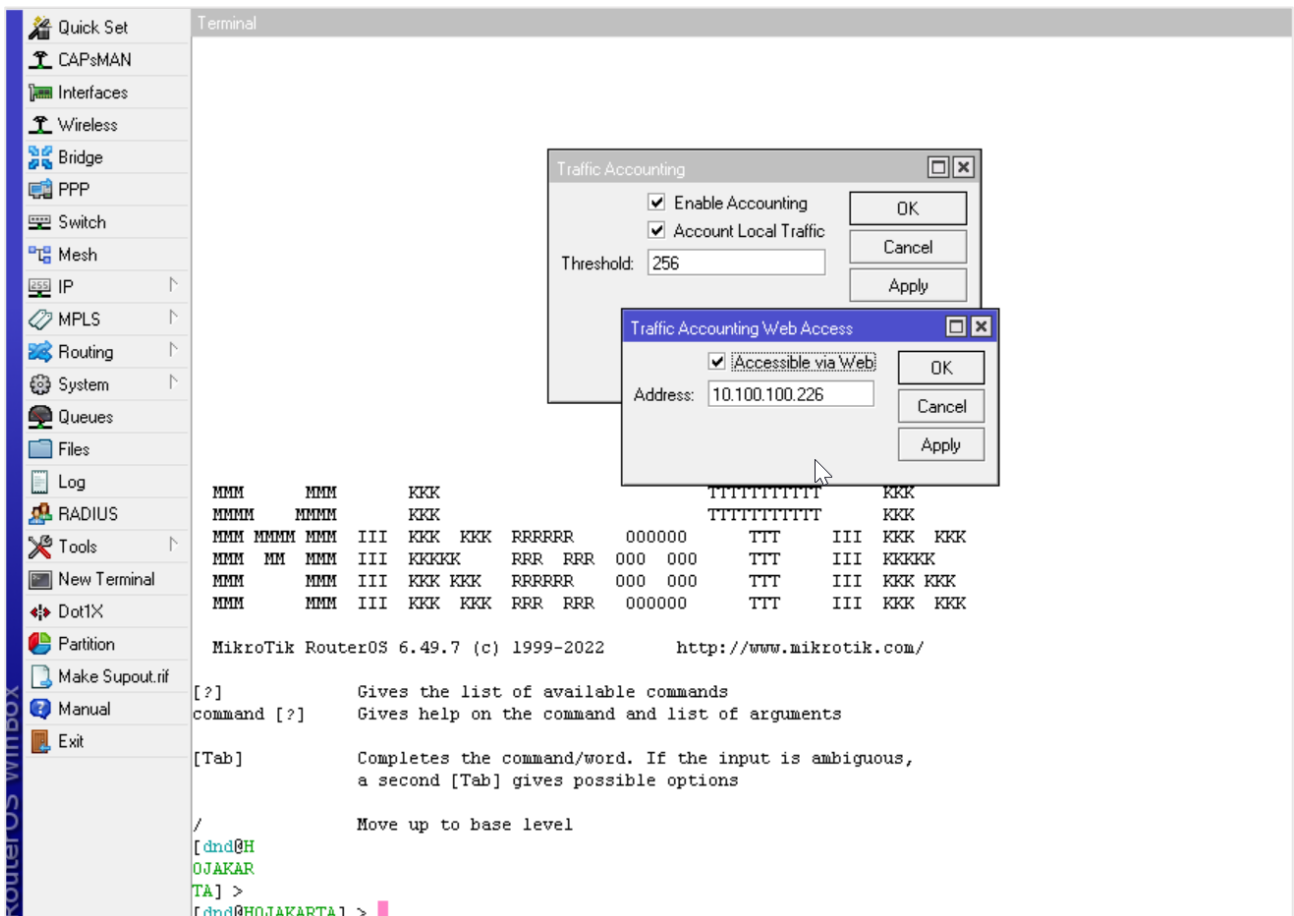 Quick Set
CAPsMAN
Interfaces
Wireless
Bridge
PPP
Switch
Mesh
IP
MPLS
Routing
System
Queues
Files
Log
RADIUS
Tools
New Terminal
Dot1X
Partition
Make Supout.rif
Manual
Exit
RouterOS WinBox
Terminal
Traffic Accounting
Enable Accounting
Account Local Traffic
Threshold: 256
OK
Cancel
Apply
Traffic Accounting Web Access
Accessible via Web
Address: 10.100.100.226
OK
Cancel
Apply
MMM MMM KKK TTTTTTTTTTT KKK
MMMM MMMM KKK TTTTTTTTTTT KKK
MMM MMMM MMM III KKK KKK RRRRRR OOOOOO TTT III KKK KKK
MMM MM MMM III KKKKK RRR RRR OOO OOO TTT III KKKKK
MMM MMM III KKK KKK RRRRRR OOO OOO TTT III KKK KKK
MMM MMM III KKK KKK RRR RRR OOOOOO TTT III KKK KKK
MikroTik RouterOS 6.49.7 (c) 1999-2022 http://www.mikrotik.com/
[?] Gives the list of available commands
command [?] Gives help on the command and list of arguments
[Tab] Completes the command/word. If the input is ambiguous,
a second [Tab] gives possible options
/ Move up to base level
[dnd@H
OJAKAR
TA] >
[dnd@HOJAKARTA] >